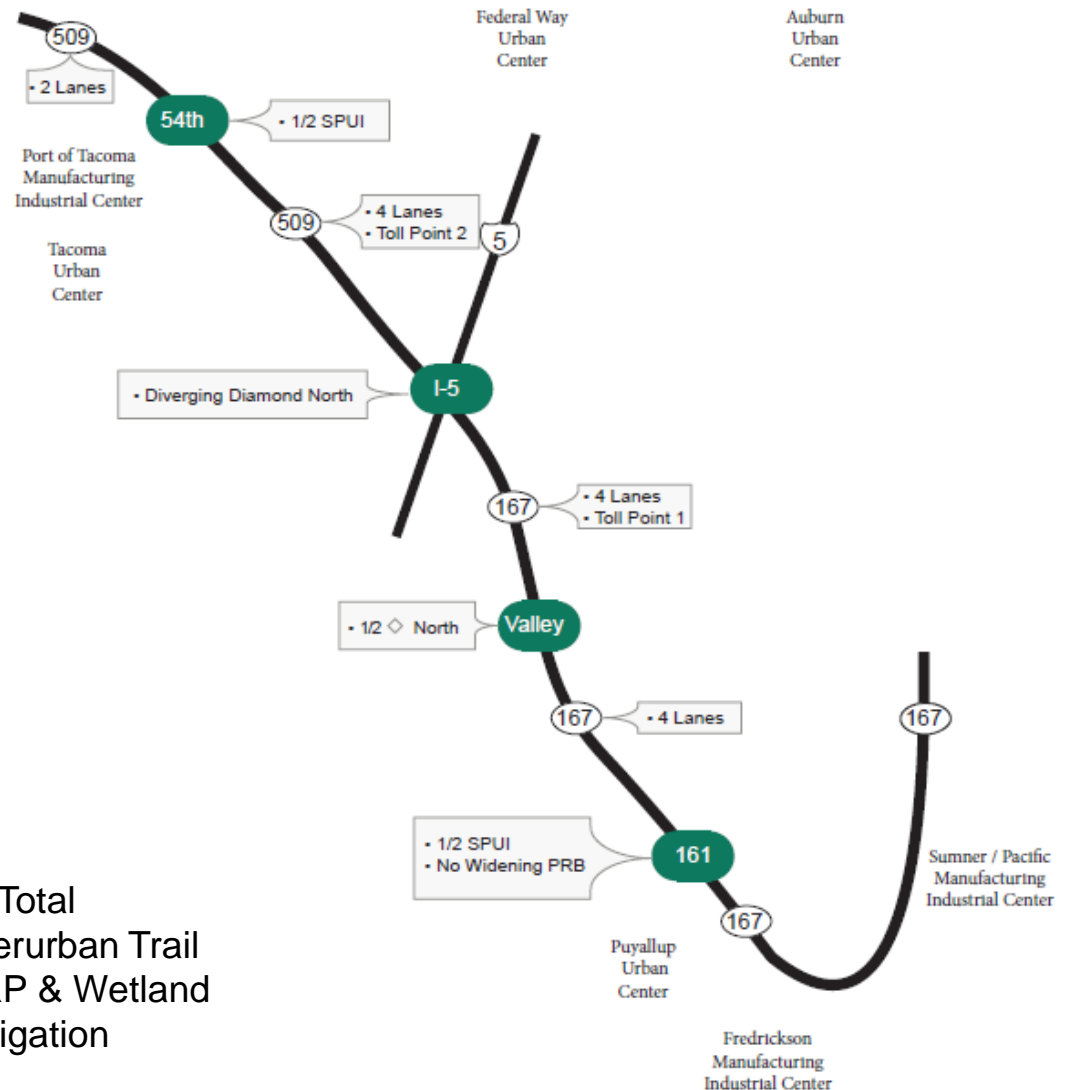 Federal Way
Urban
Center
Auburn
Urban
Center
509
▪ 2 Lanes
54th
▪ 1/2 SPUI
Port of Tacoma
Manufacturing
Industrial Center
509
▪ 4 Lanes
▪ Toll Point 2
5
Tacoma
Urban
Center
▪ Diverging Diamond North
I-5
167
▪ 4 Lanes
▪ Toll Point 1
▪ 1/2 ◇ North
Valley
167
▪ 4 Lanes
167
▪ 1/2 SPUI
▪ No Widening PRB
161
Sumner / Pacific
Manufacturing
Industrial Center
167
Puyallup
Urban
Center
Total
erurban Trail
P & Wetland
igation
Fredrickson
Manufacturing
Industrial Center